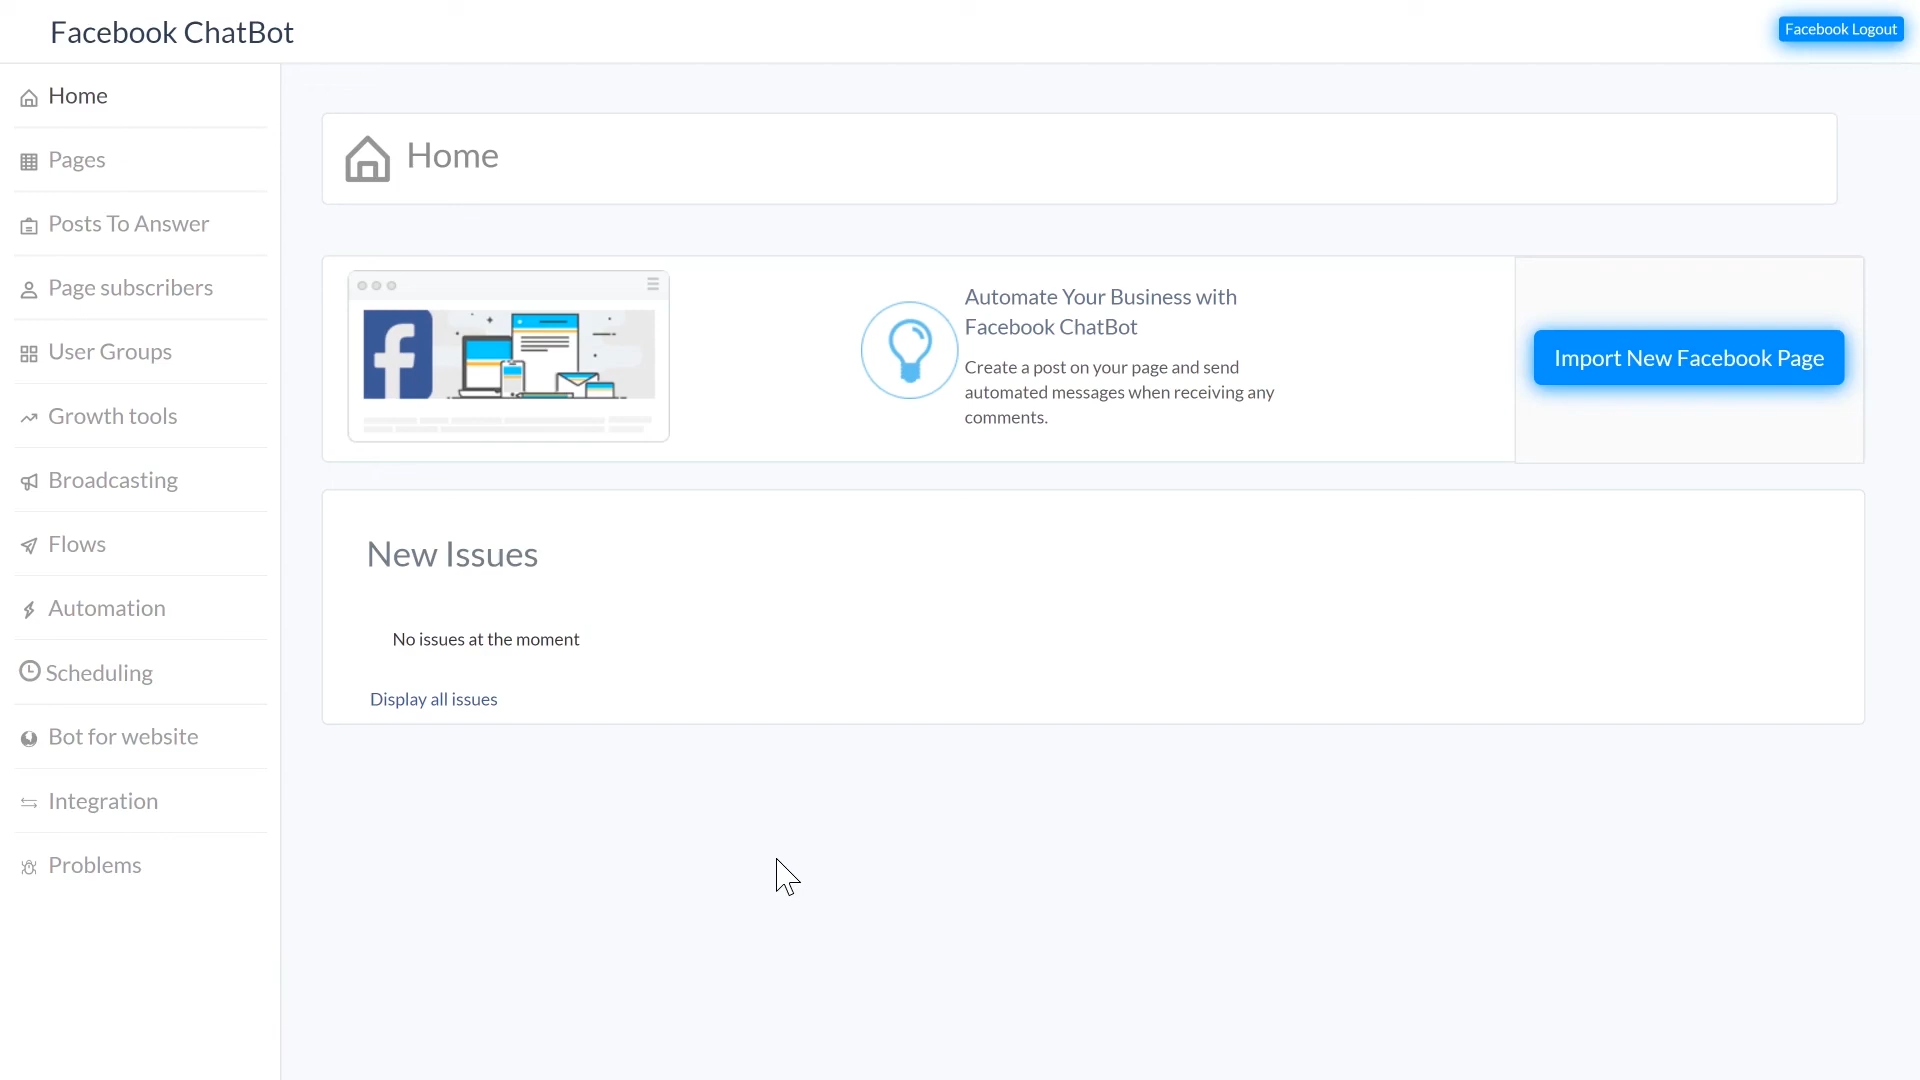 Facebook ChatBot
Facebook Logout
Home
Pages
Posts To Answer
Page subscribers
User Groups
Growth tools
Broadcasting
Flows
Automation
Scheduling
Bot for website
Integration
Problems
Home
Automate Your Business with
Facebook ChatBot
Create a post on your page and send
automated messages when receiving any
comments.
Import New Facebook Page
New Issues
No issues at the moment
Display all issues